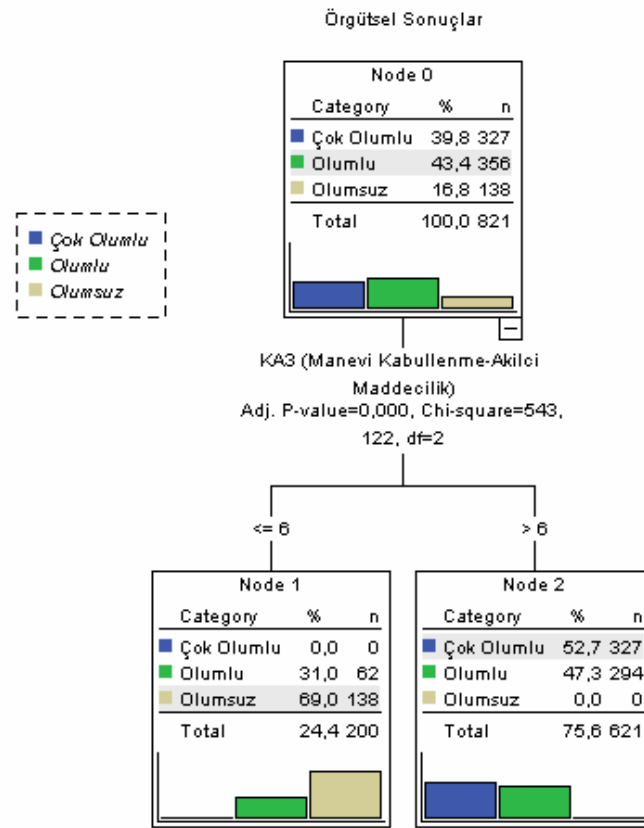 Örgütsel Sonuçlar
Node 0
Category % n
Çok Olumlu 39,8 327
Olumlu 43,4 356
Olumsuz 16,8 138
Total 100,0 821
Çok Olumlu
Olumlu
Olumsuz
KA3 (Manevi Kabullenme-Akilci
Maddecilik)
Adj. P-value=0,000, Chi-square=543,
122, df=2
<= 6
> 6
Node 1
Category % n
Çok Olumlu 0,0 0
Olumlu 31,0 62
Olumsuz 69,0 138
Total 24,4 200
Node 2
Category % n
Çok Olumlu 52,7 327
Olumlu 47,3 294
Olumsuz 0,0 0
Total 75,6 621